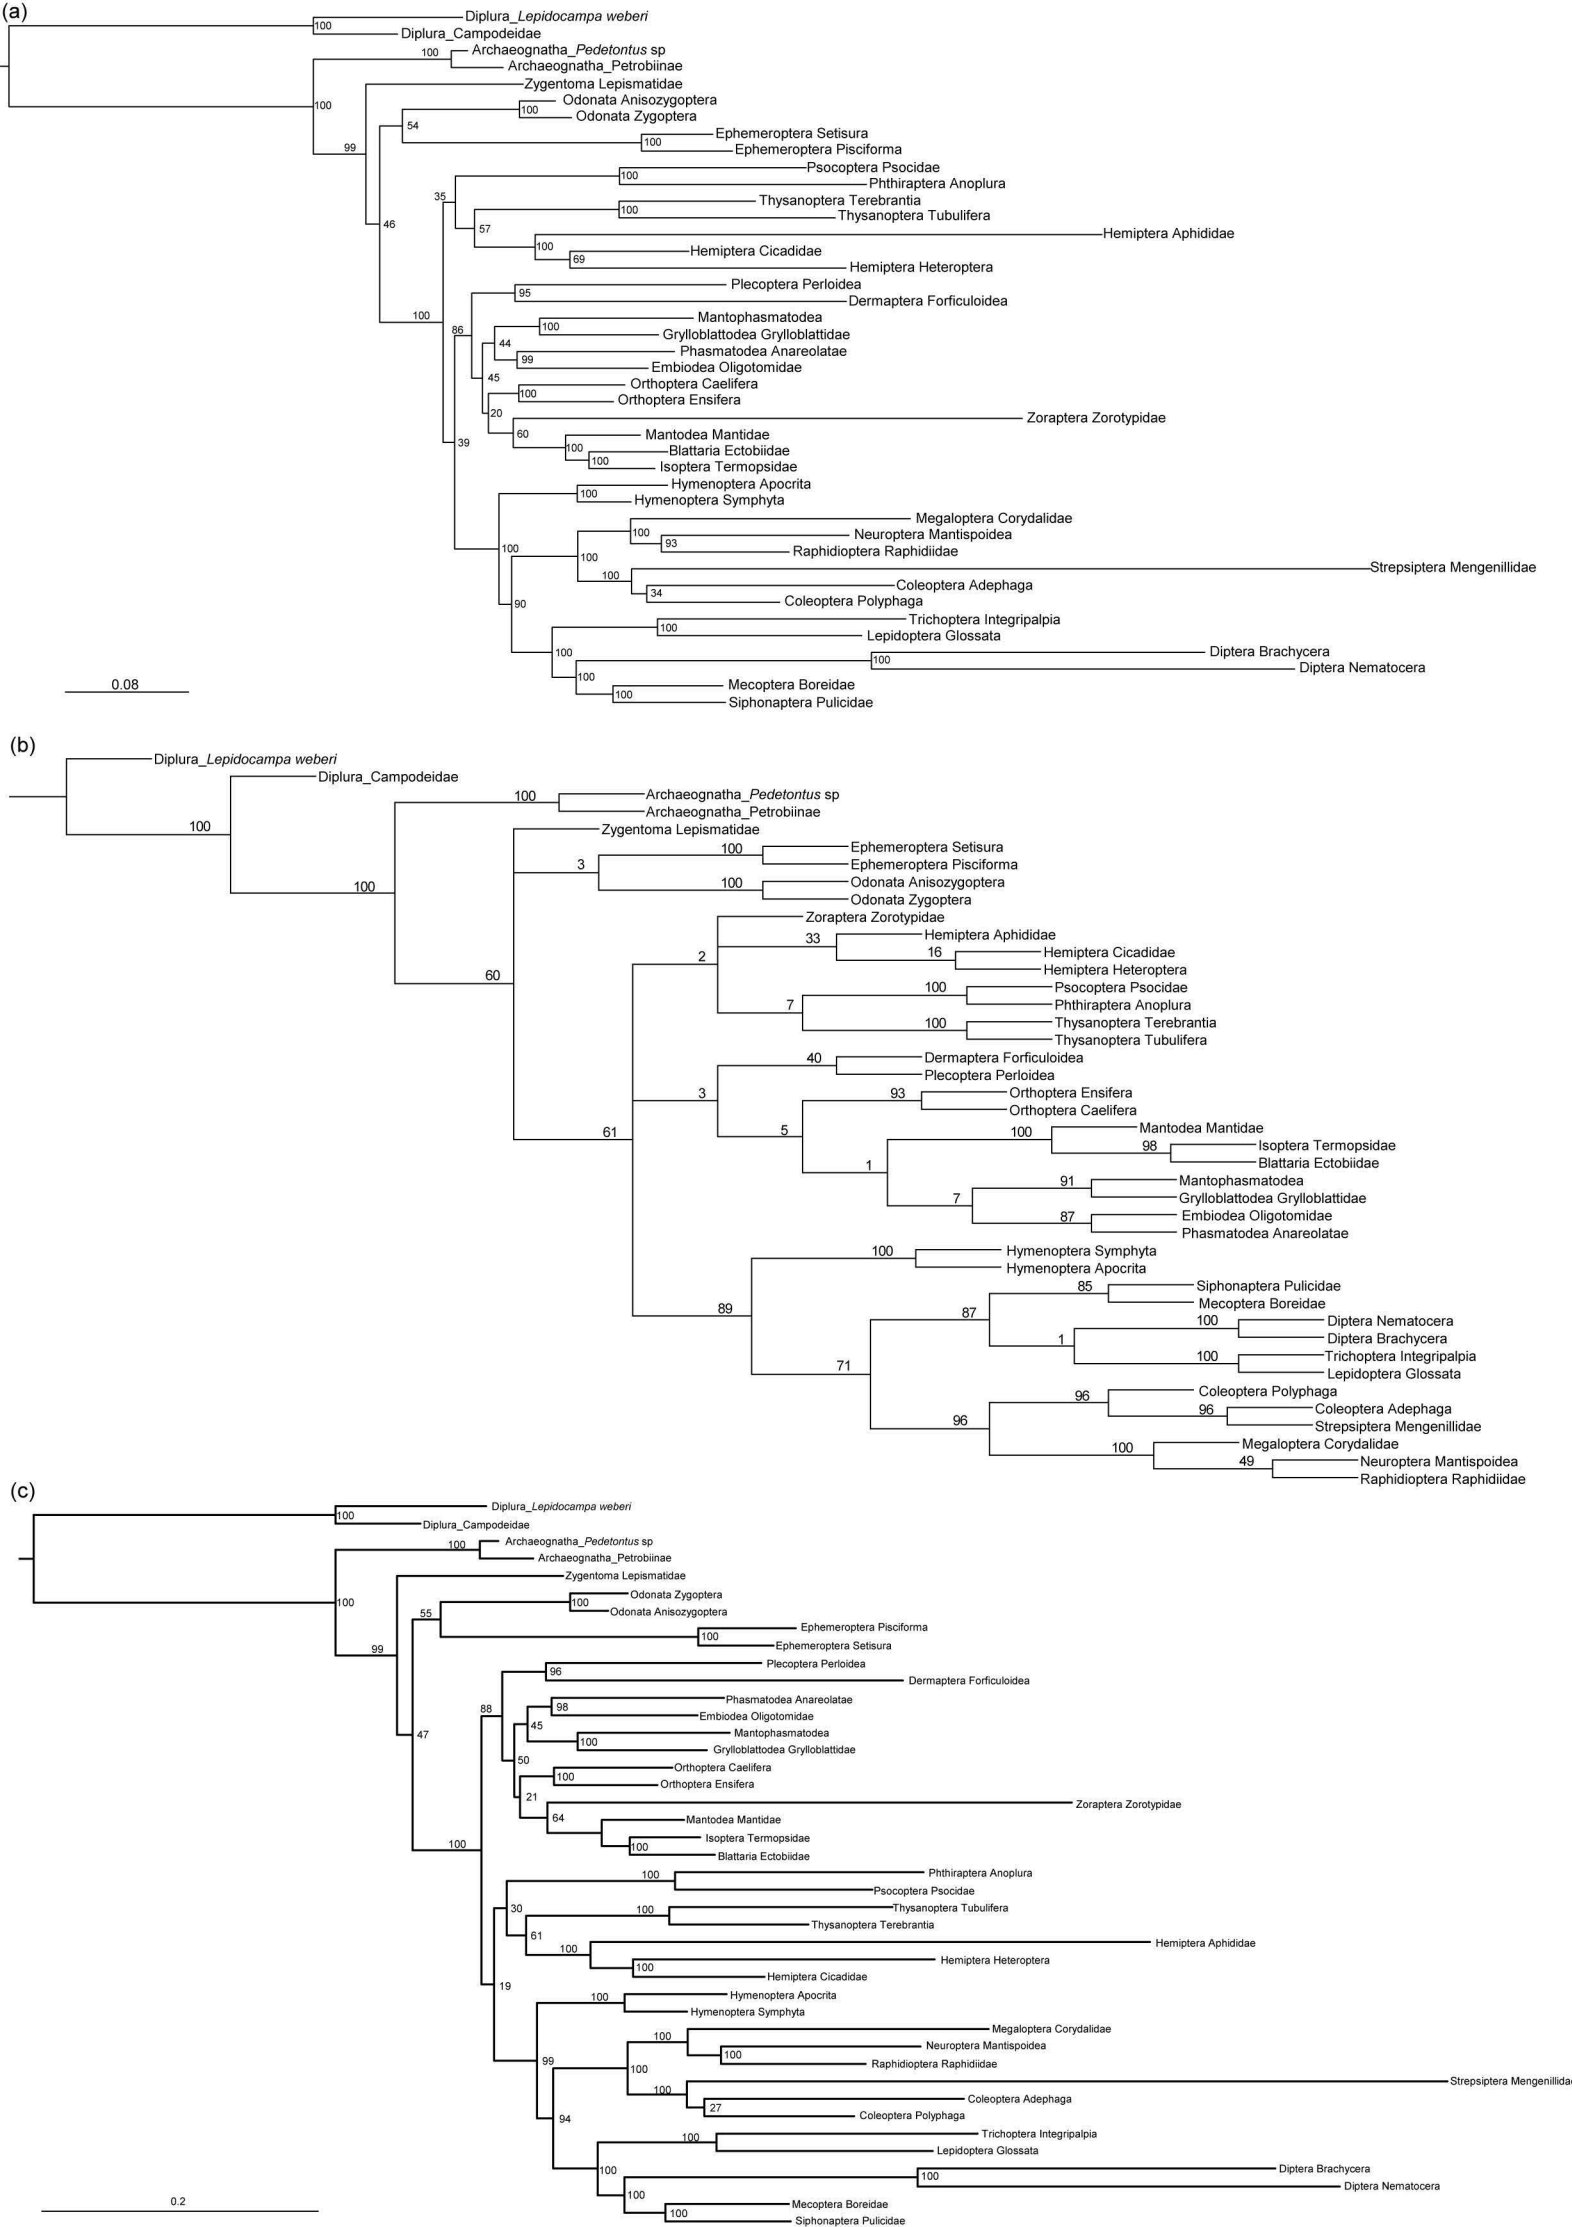 (a)
Diplura_Lepidocampa weberi
100
Diplura_Campodeidae
Archaeognatha_Pedetontus sp
100
Archaeognatha_Petrobiinae
Zygentoma Lepismatidae
Odonata Anisozygoptera
100
100
Odonata Zygoptera
54
Ephemeroptera Setisura
100
99
Ephemeroptera Pisciforma
Psocoptera Psocidae
100
Phthiraptera Anoplura
35
Thysanoptera Terebrantia
100
Thysanoptera Tubulifera
46
57
Hemiptera Aphididae
100
Hemiptera Cicadidae
69
Hemiptera Heteroptera
Plecoptera Perloidea
95
Dermaptera Forficuloidea
100
Mantophasmatodea
86
100
Grylloblattodea Grylloblattidae
44
Phasmatodea Anareolatae
99
Embiodea Oligotomidae
45
Orthoptera Caelifera
100
Orthoptera Ensifera
20
Zoraptera Zorotypidae
60
Mantodea Mantidae
39
100
Blattaria Ectobiidae
100
Isoptera Termopsidae
Hymenoptera Apocrita
100
Hymenoptera Symphyta
Megaloptera Corydalidae
100
Neuroptera Mantispoidea
93
100
Raphidioptera Raphidiidae
100
Strepsiptera Mengenillidae
100
Coleoptera Adephaga
34
90
Coleoptera Polyphaga
Trichoptera Integripalpia
100
Lepidoptera Glossata
100
Diptera Brachycera
100
Diptera Nematocera
100
0.08
Mecoptera Boreidae
100
Siphonaptera Pulicidae
(b)
Diplura_Lepidocampa weberi
Diplura_Campodeidae
100
Archaeognatha_Pedetontus sp
100
Archaeognatha_Petrobiinae
Zygentoma Lepismatidae
100
Ephemeroptera Setisura
100
3
Ephemeroptera Pisciforma
100
Odonata Anisozygoptera
Odonata Zygoptera
Zoraptera Zorotypidae
33
Hemiptera Aphididae
16
Hemiptera Cicadidae
2
Hemiptera Heteroptera
60
100
Psocoptera Psocidae
7
Phthiraptera Anoplura
100
Thysanoptera Terebrantia
Thysanoptera Tubulifera
40
Dermaptera Forficuloidea
Plecoptera Perloidea
3
93
Orthoptera Ensifera
Orthoptera Caelifera
61
5
100
Mantodea Mantidae
98
Isoptera Termopsidae
1
Blattaria Ectobiidae
91
Mantophasmatodea
7
Grylloblattodea Grylloblattidae
87
Embiodea Oligotomidae
Phasmatodea Anareolatae
100
Hymenoptera Symphyta
Hymenoptera Apocrita
85
Siphonaptera Pulicidae
89
87
Mecoptera Boreidae
100
Diptera Nematocera
1
Diptera Brachycera
100
Trichoptera Integripalpia
71
Lepidoptera Glossata
96
Coleoptera Polyphaga
96
Coleoptera Adephaga
96
Strepsiptera Mengenillidae
100
Megaloptera Corydalidae
49
Neuroptera Mantispoidea
Raphidioptera Raphidiidae
(c)
Diplura_Lepidocampa weberi
100
Diplura_Campodeidae
Archaeognatha_Pedetontus sp
100
Archaeognatha_Petrobiinae
Zygentoma Lepismatidae
Odonata Zygoptera
100
100
Odonata Anisozygoptera
55
Ephemeroptera Pisciforma
100
99
Ephemeroptera Setisura
Plecoptera Perloidea
96
Dermaptera Forficuloidea
Phasmatodea Anareolatae
88
98
Embiodea Oligotomidae
45
Mantophasmatodea
47
100
Grylloblattodea Grylloblattidae
50
Orthoptera Caelifera
100
Orthoptera Ensifera
21
Zoraptera Zorotypidae
64
Mantodea Mantidae
Isoptera Termopsidae
100
100
Blattaria Ectobiidae
Phthiraptera Anoplura
100
Psocoptera Psocidae
30
Thysanoptera Tubulifera
100
Thysanoptera Terebrantia
61
Hemiptera Aphididae
100
Hemiptera Heteroptera
100
Hemiptera Cicadidae
19
Hymenoptera Apocrita
100
Hymenoptera Symphyta
Megaloptera Corydalidae
100
Neuroptera Mantispoidea
100
99
Raphidioptera Raphidiidae
100
Strepsiptera Mengenillidae
100
Coleoptera Adephaga
27
Coleoptera Polyphaga
94
Trichoptera Integripalpia
100
Lepidoptera Glossata
100
Diptera Brachycera
100
Diptera Nematocera
100
0.2
Mecoptera Boreidae
100
Siphonaptera Pulicidae